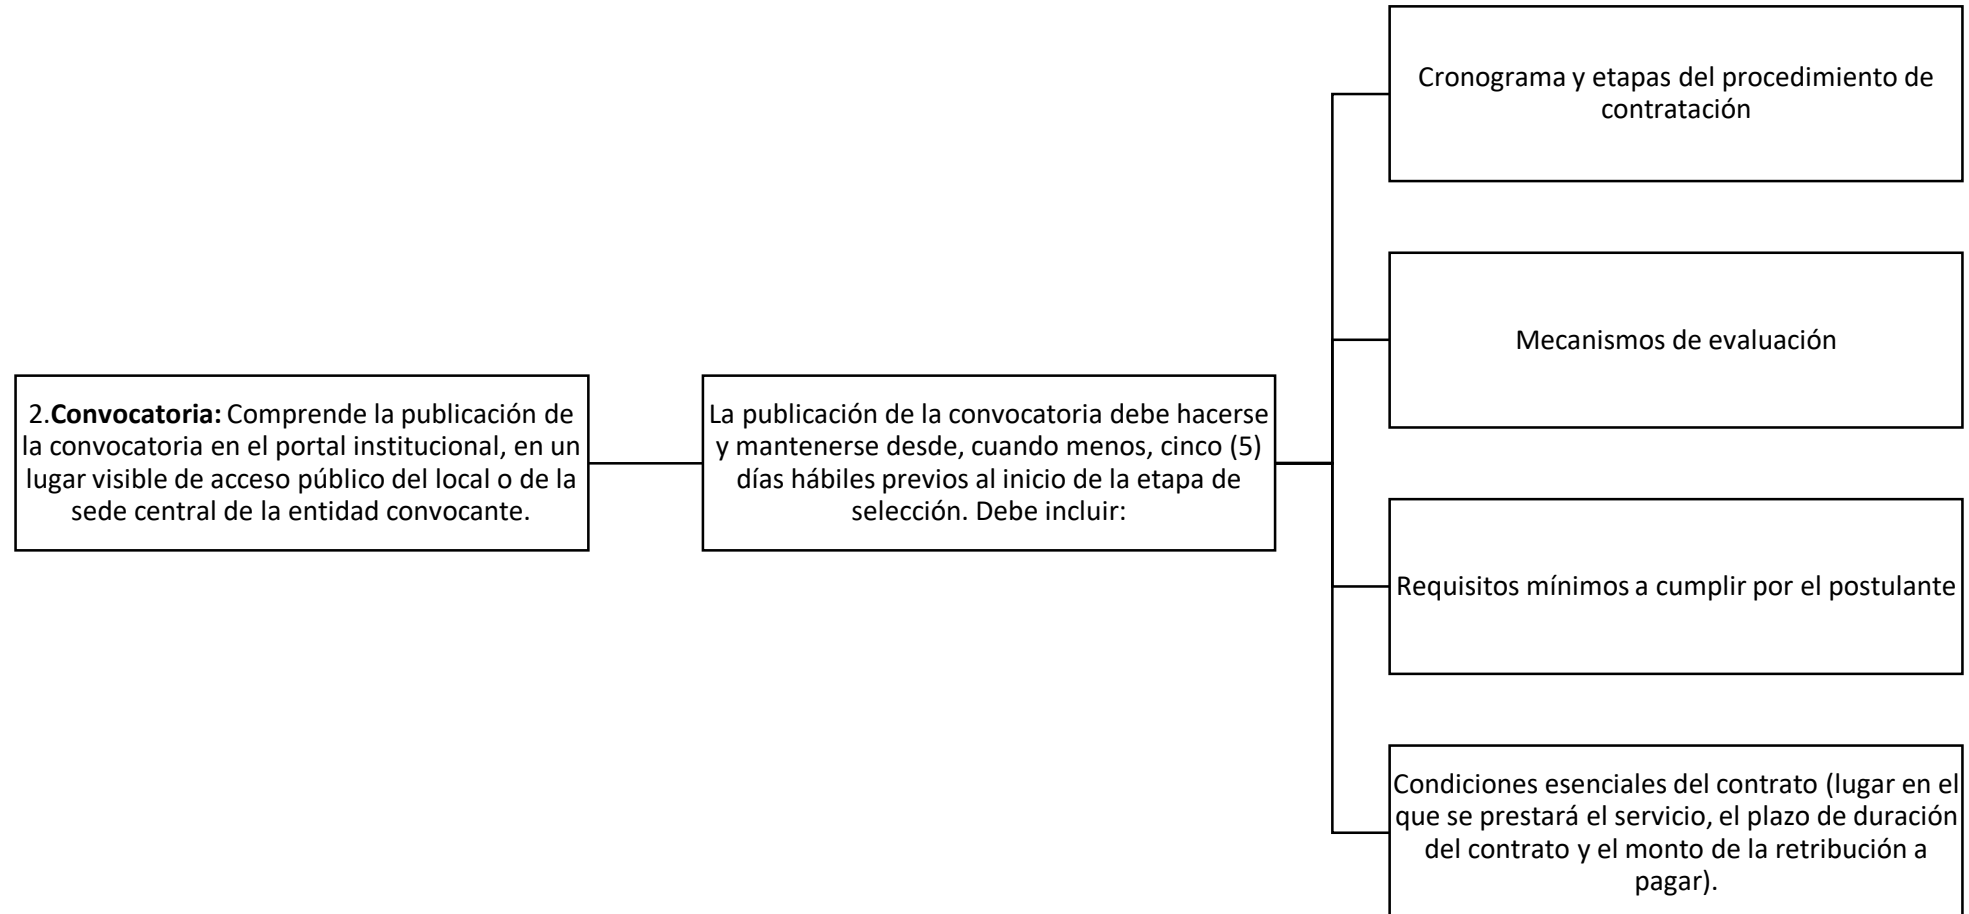 2.Convocatoria: Comprende la publicación de
la convocatoria en el portal institucional, en un
lugar visible de acceso público del local o de la
sede central de la entidad convocante.
La publicación de la convocatoria debe hacerse
y mantenerse desde, cuando menos, cinco (5)
días hábiles previos al inicio de la etapa de
selección. Debe incluir:
Cronograma y etapas del procedimiento de
contratación
Mecanismos de evaluación
Requisitos mínimos a cumplir por el postulante
Condiciones esenciales del contrato (lugar en el
que se prestará el servicio, el plazo de duración
del contrato y el monto de la retribución a
pagar).